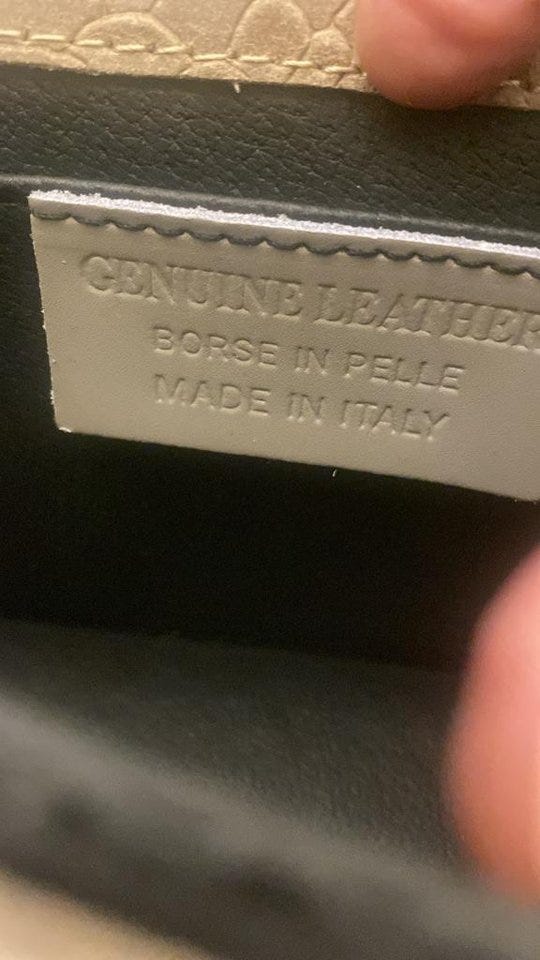 GENUINE LEATHER
BORSE IN PELLE
MADE IN ITALY